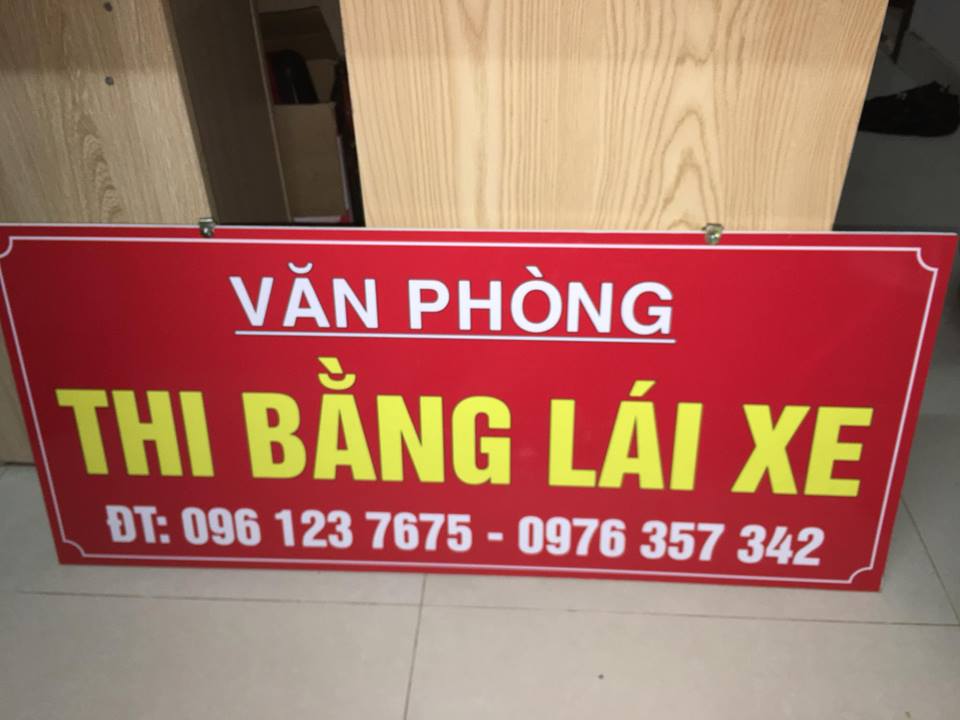 VĂN PHÒNG
THI BẰNG LÁI XE
ĐT: 096 123 7675 - 0976 357 342